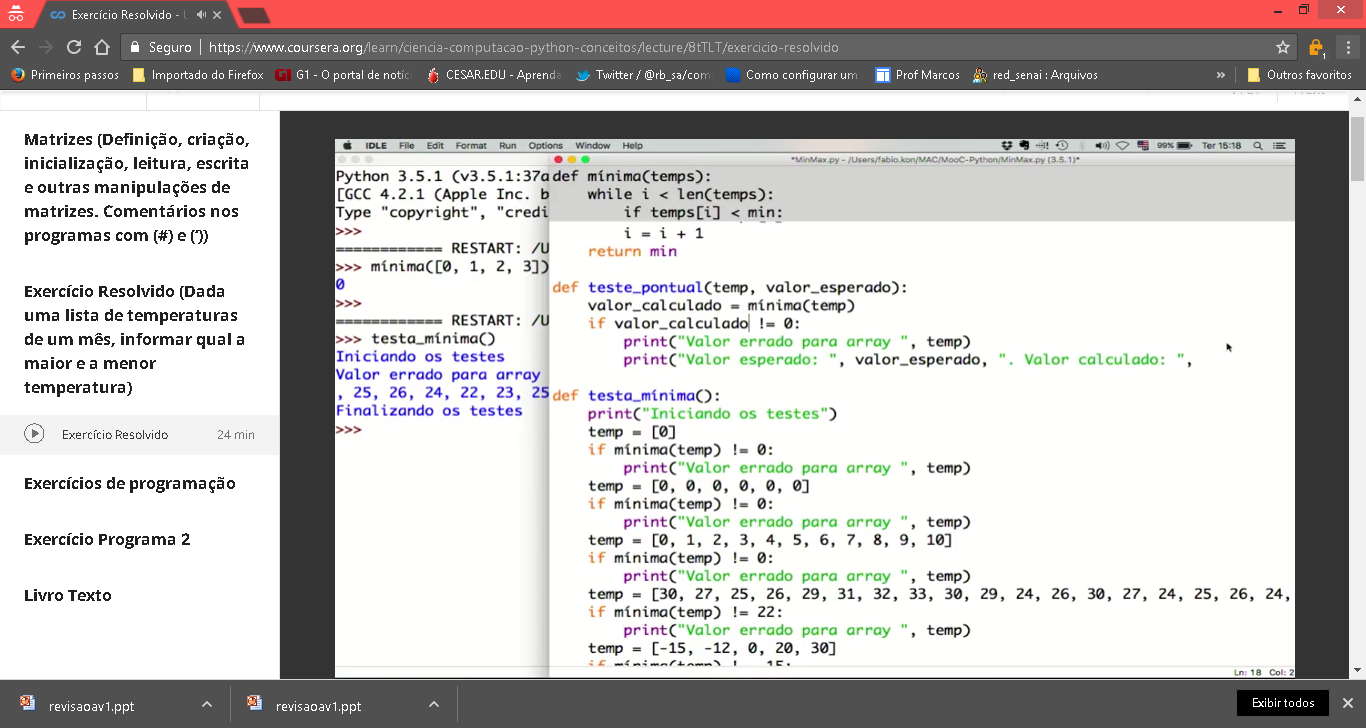 Exercício Resolvido - U
Seguro
https://www.coursera.org/learn/ciencia-computacao-python-conceitos/lecture/8tTLT/exercicio-resolvido
1
Primeiros passos
Importado do Firefox
G1 - O portal de notíc
CESAR.EDU - Aprenda
Twitter / @rb_sa/com
Como configurar um
Prof Marcos
red_senai : Arquivos
»
Outros favoritos
Matrizes (Definição, criação,
inicialização, leitura, escrita
e outras manipulações de
matrizes. Comentários nos
programas com (#) e ('))
Exercício Resolvido (Dada
uma lista de temperaturas
de um mês, informar qual a
maior e a menor
temperatura)
Exercício Resolvido 24 min
Exercícios de programação
Exercício Programa 2
Livro Texto
IDLE File Edit Format Run Options Window Help
99% Ter 15:18
*MinMax.py - /Users/fabio.kon/MAC/MooC-Python/MinMax.py (3.5.1)*
Python 3.5.1 (v3.5.1:37a
[GCC 4.2.1 (Apple Inc. b
Type "copyright", "credi
>>>
============ RESTART: /U
>>> mínima([0, 1, 2, 3])
0
>>>
============ RESTART: /U
>>> testa_mínima()
Iniciando os testes
Valor errado para array
, 25, 26, 24, 22, 23, 25
Finalizando os testes
>>>
def mínima(temps):
while i < len(temps):
if temps[i] < min:
i = i + 1
return min
def teste_pontual(temp, valor_esperado):
valor_calculado = mínima(temp)
if valor_calculado != 0:
print("Valor errado para array ", temp)
print("Valor esperado: ", valor_esperado, ". Valor calculado: ",
def testa_mínima():
print("Iniciando os testes")
temp = [0]
if mínima(temp) != 0:
print("Valor errado para array ", temp)
temp = [0, 0, 0, 0, 0, 0]
if mínima(temp) != 0:
print("Valor errado para array ", temp)
temp = [0, 1, 2, 3, 4, 5, 6, 7, 8, 9, 10]
if mínima(temp) != 0:
print("Valor errado para array ", temp)
temp = [30, 27, 25, 26, 29, 31, 32, 33, 30, 29, 24, 26, 30, 27, 24, 25, 26, 24,
if mínima(temp) != 22:
print("Valor errado para array ", temp)
temp = [-15, -12, 0, 20, 30]
if mínima(temp) != -15:
Ln: 18 Col: 2
revisaoav1.ppt
revisaoav1.ppt
Exibir todos